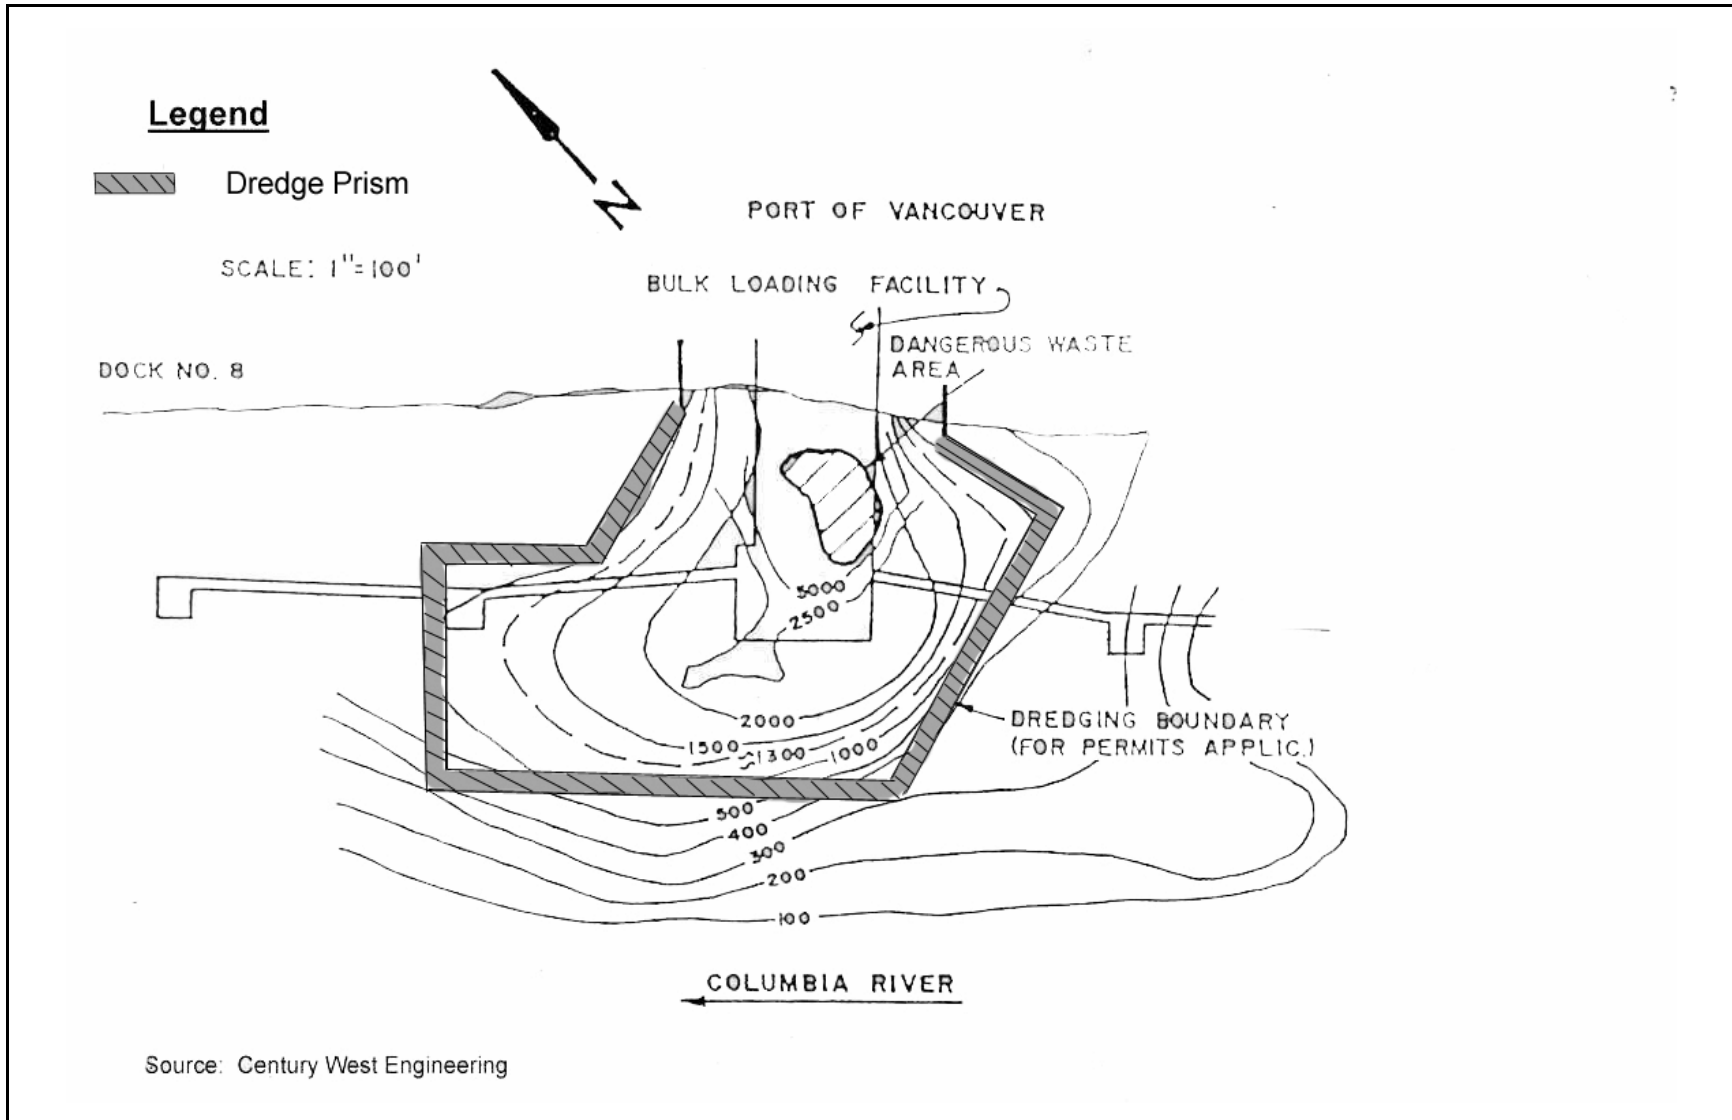 Legend
Dredge Prism
SCALE: 1"=100'
N
PORT OF VANCOUVER
BULK LOADING FACILITY
DANGEROUS WASTE
AREA
DOCK NO. 8
5000
2500
2000
1500
1300
1000
DREDGING BOUNDARY
(FOR PERMITS APPLIC.)
500
400
300
200
100
COLUMBIA RIVER
Source: Century West Engineering